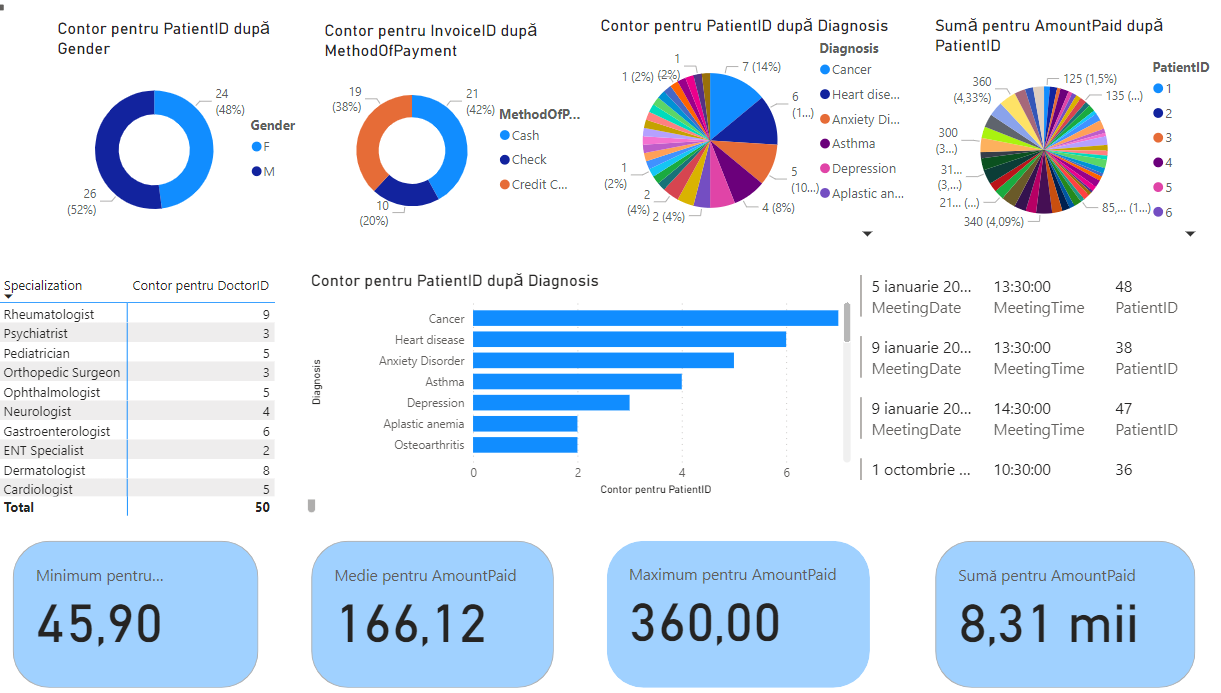 Contor pentru PatientID după
Gender
24
(48%)
26
(52%)
Gender
F
M
Contor pentru InvoiceID după
MethodOfPayment
19
(38%)
21
(42%)
10
(20%)
MethodOfP...
Cash
Check
Credit C...
Contor pentru PatientID după Diagnosis
1
1 (2%)
(2%)
7 (14%)
6
(1...)
5
(10...)
4 (8%)
2 (4%)
2
(4%)
1
(2%)
Diagnosis
Cancer
Heart dise...
Anxiety Di...
Asthma
Depression
Aplastic an...
Sumă pentru AmountPaid după
PatientID
360
(4,33%)
125 (1,5%)
135 (...)
300
(3...)
31...
(3,...)
21... (...)
340 (4,09%)
85,... (1...)
PatientID
1
2
3
4
5
6
Specialization
Contor pentru DoctorID
Rheumatologist 9
Psychiatrist 3
Pediatrician 5
Orthopedic Surgeon 3
Ophthalmologist 5
Neurologist 4
Gastroenterologist 6
ENT Specialist 2
Dermatologist 8
Cardiologist 5
Total 50
Contor pentru PatientID după Diagnosis
Diagnosis
Cancer
Heart disease
Anxiety Disorder
Asthma
Depression
Aplastic anemia
Osteoarthritis
0 2 4 6
Contor pentru PatientID
5 ianuarie 20... 13:30:00 48
MeetingDate MeetingTime PatientID
9 ianuarie 20... 13:30:00 38
MeetingDate MeetingTime PatientID
9 ianuarie 20... 14:30:00 47
MeetingDate MeetingTime PatientID
1 octombrie ... 10:30:00 36
Minimum pentru...
45,90
Medie pentru AmountPaid
166,12
Maximum pentru AmountPaid
360,00
Sumă pentru AmountPaid
8,31 mii